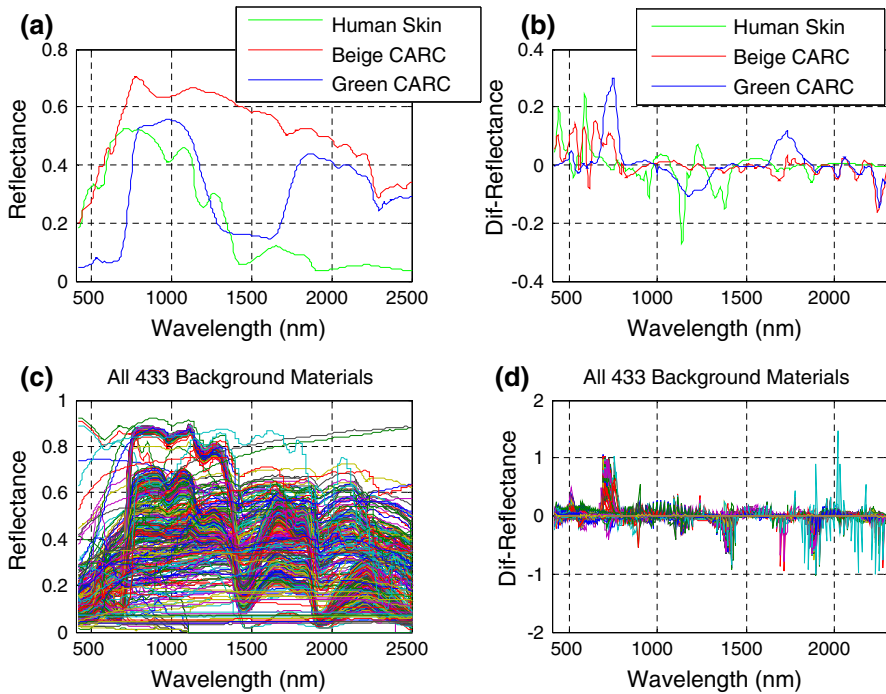 (a)
Human Skin
Beige CARC
Green CARC
0.8
0.6
0.4
0.2
0
Reflectance
500 1000 1500 2000 2500
Wavelength (nm)
(b)
Human Skin
Beige CARC
Green CARC
0.4
0.2
0
-0.2
-0.4
Dif-Reflectance
500 1000 1500 2000
Wavelength (nm)
(c)
All 433 Background Materials
1
0.8
0.6
0.4
0.2
0
Reflectance
500 1000 1500 2000 2500
Wavelength (nm)
(d)
All 433 Background Materials
2
1
0
-1
-2
Dif-Reflectance
500 1000 1500 2000
Wavelength (nm)